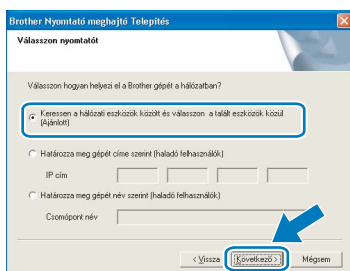 Brother Nyomtató meghajtó Telepítés
Válasszon nyomtatót
Válasszon hogyan helyezi el a Brother gépét a hálózatban?
Keressen a hálózati eszközök között és válasszon a talált eszközök közül
(Ajánlott)
Határozza meg gépét címe szerint (haladó felhasználók)
IP cím
Határozza meg gépét név szerint (haladó felhasználók)
Csomópont név
< Vissza
Következő >
Mégsem